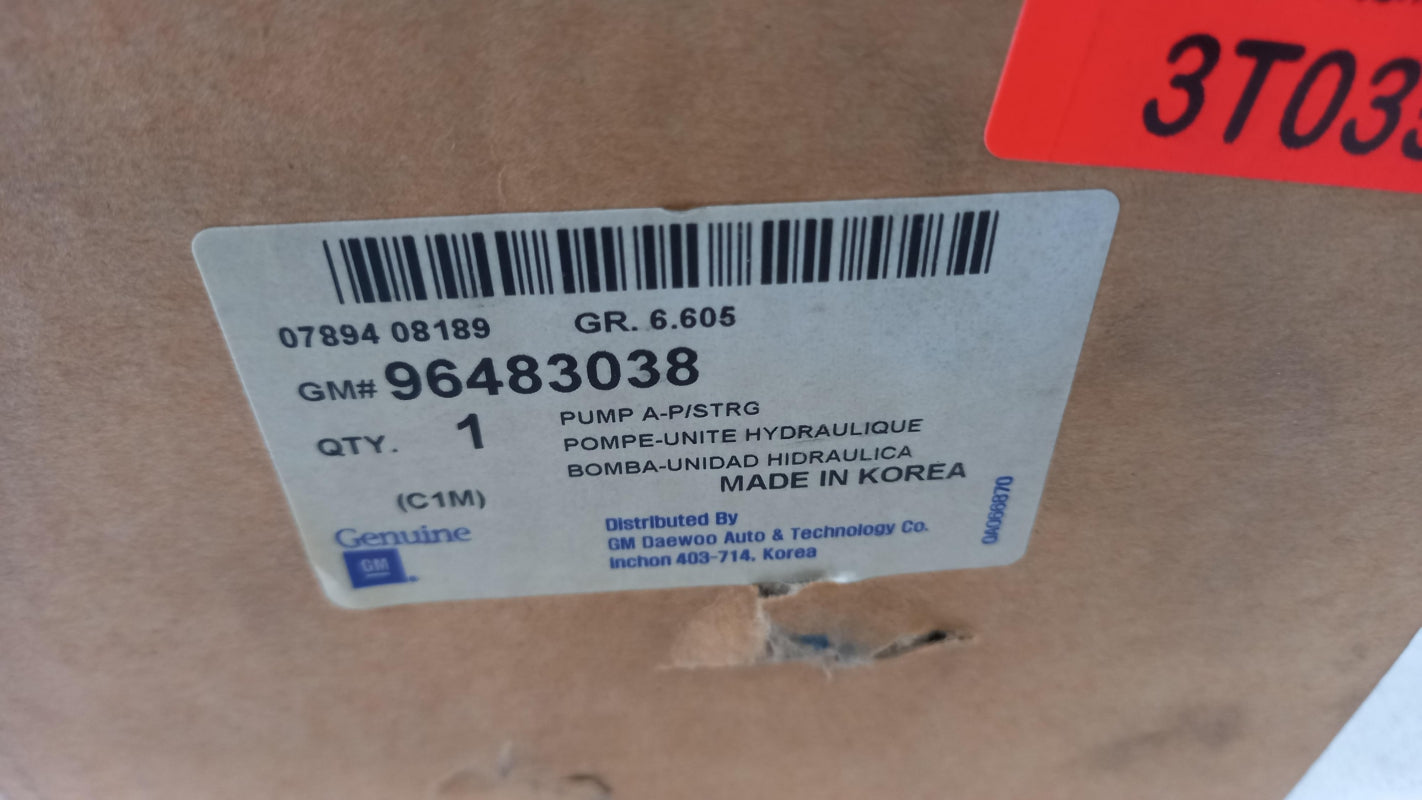 3T03
07894 08189 GR. 6.605
GM# 96483038
QTY. 1
PUMP A-P/STRG
POMPE-UNITE HYDRAULIQUE
BOMBA-UNIDAD HIDRAULICA
MADE IN KOREA
(C1M)
Genuine
GM
Distributed By
GM Daewoo Auto & Technology Co.
Inchon 403-714, Korea
0A066870